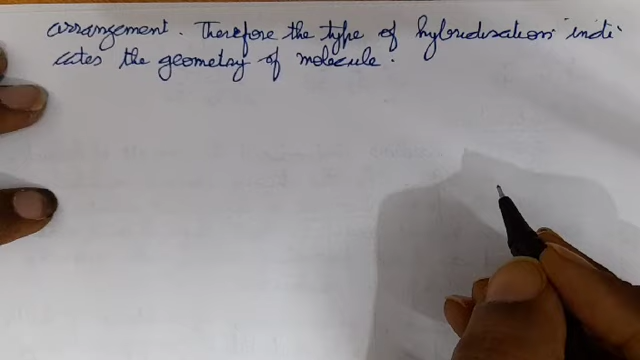 arrangement. Therefore the type of hybridisation indi-
cates the geometry of molecule.